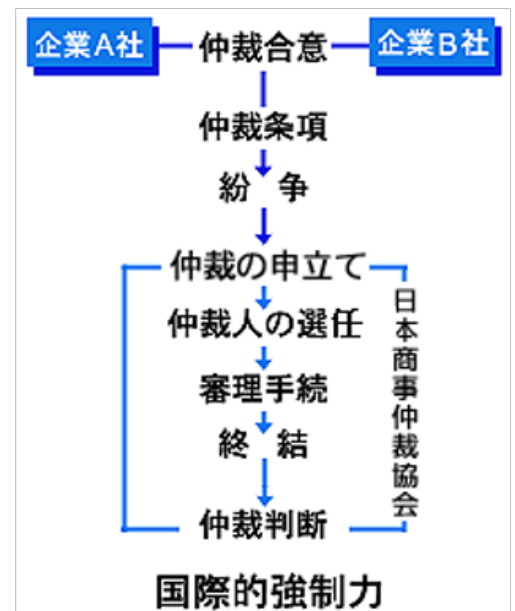 企業A社 仲裁合意 企業B社
仲裁条項
紛 争
仲裁の申立て
仲裁人の選任
審理手続
終 結
仲裁判断
日本商事仲裁協会
国際的強制力